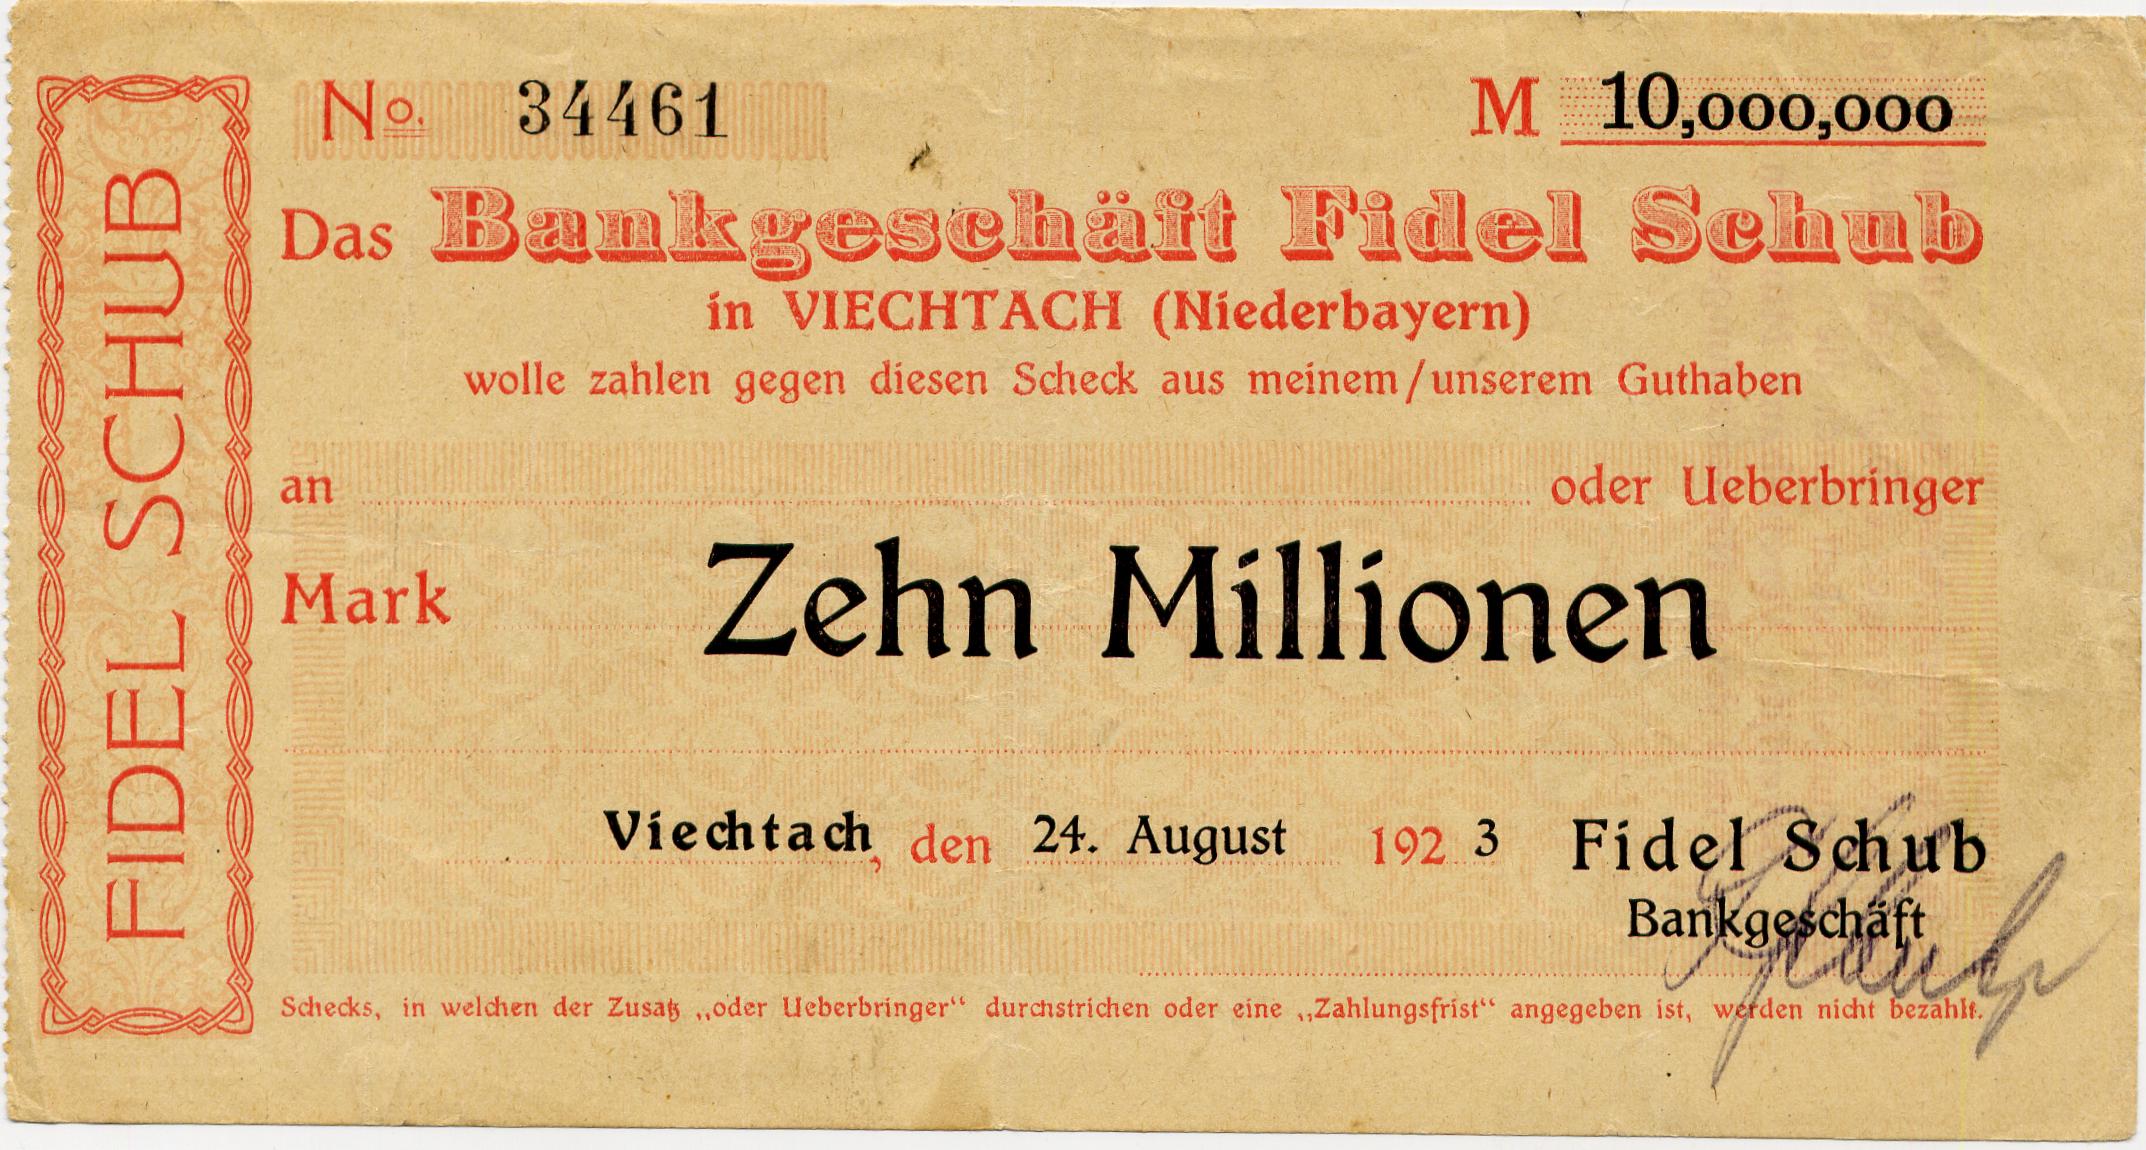 FIDEL SCHUB
No. 34461 M 10,000,000
Das Bankgeschäft Fidel Schub
in VIECHTACH (Niederbayern)
wolle zahlen gegen diesen Scheck aus meinem/unserem Guthaben
an oder Ueberbringer
Mark Zehn Millionen
Viechtach, den 24. August 192 3 Fidel Schub
Bankgeschäft
Schecks, in welchen der Zusatz „oder Ueberbringer“ durchstrichen oder eine „Zahlungsfrist“ angegeben ist, werden nicht bezahlt.